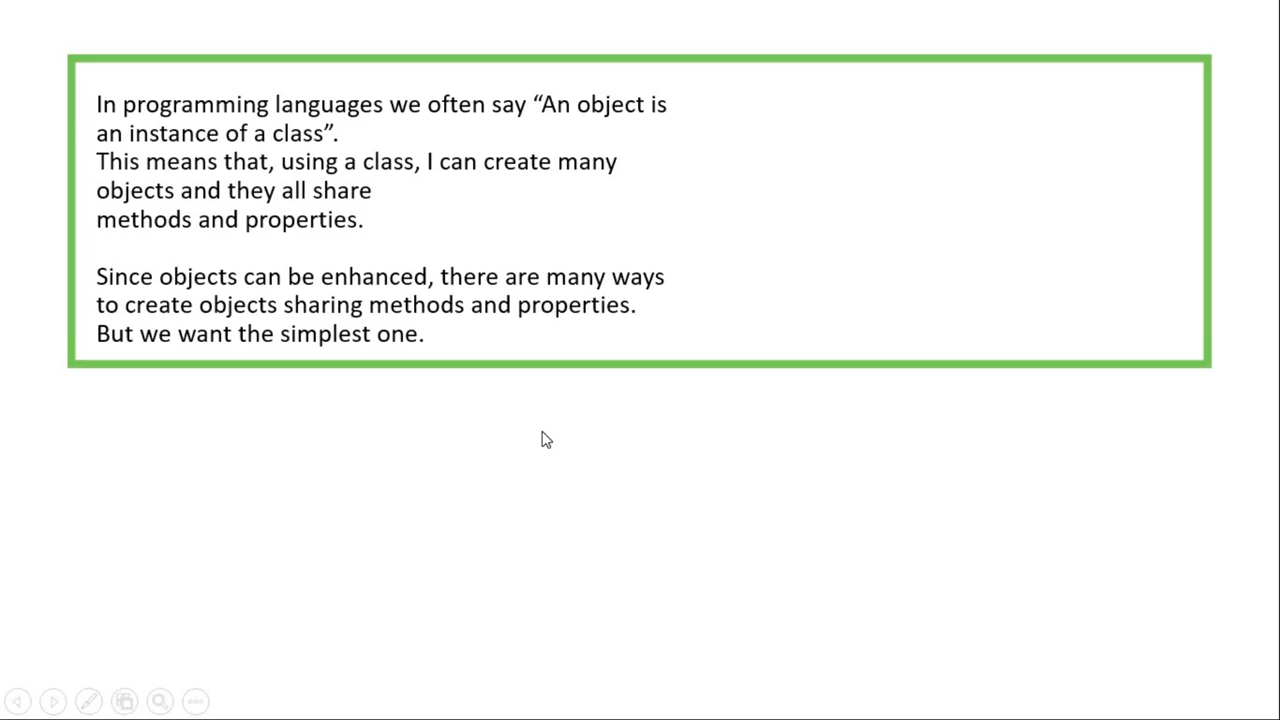 In programming languages we often say “An object is
an instance of a class”.
This means that, using a class, I can create many
objects and they all share
methods and properties.
Since objects can be enhanced, there are many ways
to create objects sharing methods and properties.
But we want the simplest one.